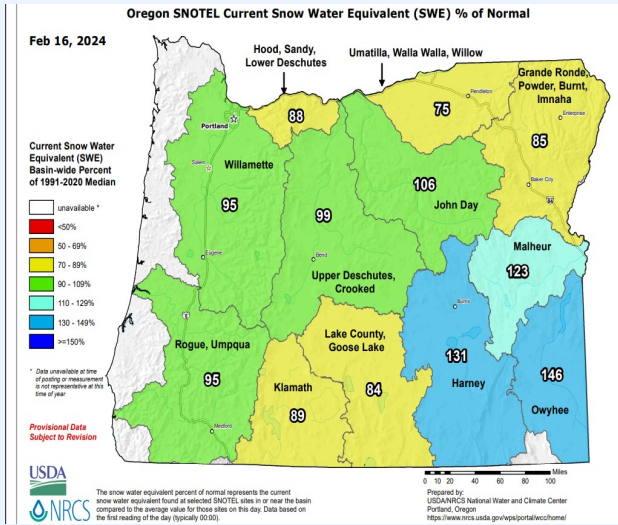 Oregon SNOTEL Current Snow Water Equivalent (SWE) % of Normal
Feb 16, 2024
Hood, Sandy,
Lower Deschutes
Umatilla, Walla Walla, Willow
Grande Ronde,
Powder, Burnt,
Imnaha
Pendleton
Enterprise
88
75
85
Portland
Current Snow Water
Equivalent (SWE)
Basin-wide Percent
of 1991-2020 Median
unavailable *
<50%
50 - 69%
70 - 89%
90 - 109%
110 - 129%
130 - 149%
>=150%
* Data unavailable at time
of posting or measurement
is not representative at this
time of year
Provisional Data
Subject to Revision
Salem
Willamette
95
Eugene
99
Bend
Upper Deschutes,
Crooked
106
John Day
Baker City
84
Malheur
123
Burns
5
Rogue, Umpqua
95
Medford
Klamath
89
Lake County,
Goose Lake
84
131
Harney
146
Owyhee
USDA
NRCS
The snow water equivalent percent of normal represents the current
snow water equivalent found at selected SNOTEL sites in or near the basin
compared to the average value for those sites on this day. Data based on
the first reading of the day (typically 00:00).
Miles
0 10 20 40 60 80 100
Prepared by:
USDA/NRCS National Water and Climate Center
Portland, Oregon
https://www.nrcs.usda.gov/wps/portal/wcc/home/